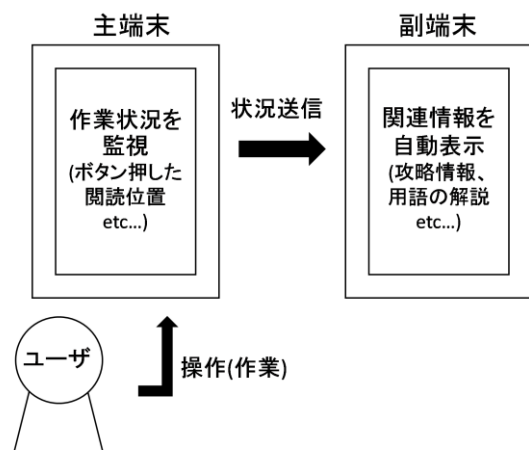 主端末
副端末
作業状況を
監視
(ボタン押した
閲読位置
etc...)
状況送信
関連情報を
自動表示
(攻略情報、
用語の解説
etc...)
ユーザ
操作(作業)